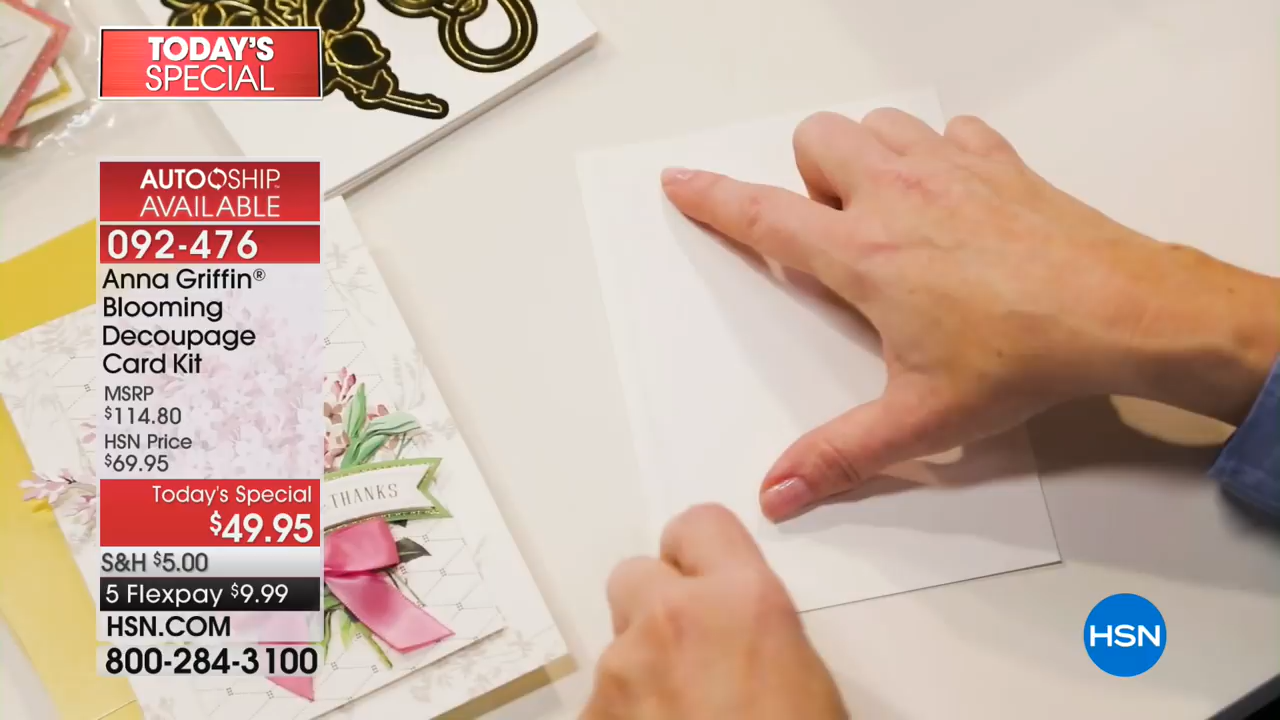 TODAY'S
SPECIAL
AUTOSHIP™
AVAILABLE
092-476
Anna Griffin®
Blooming
Decoupage
Card Kit
MSRP
$114.80
HSN Price
$69.95
Today's Special
$49.95
S&H $5.00
5 Flexpay $9.99
HSN.COM
800-284-3100
THANKS
HSN